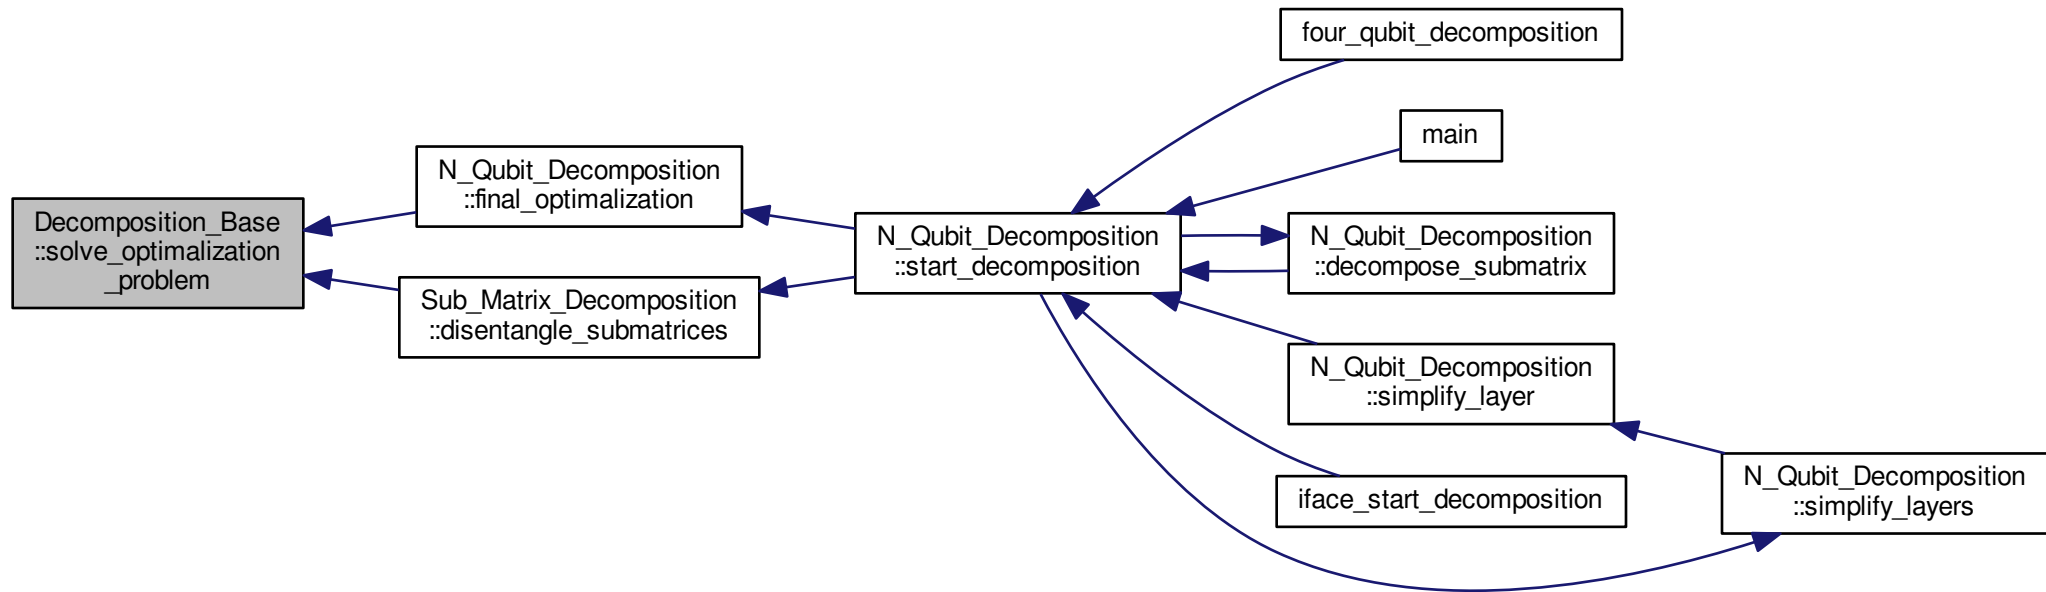 four_qubit_decomposition
main
N_Qubit_Decomposition
::final_optimalization
Decomposition_Base
::solve_optimalization
_problem
N_Qubit_Decomposition
::start_decomposition
N_Qubit_Decomposition
::decompose_submatrix
Sub_Matrix_Decomposition
::disentangle_submatrices
N_Qubit_Decomposition
::simplify_layer
iface_start_decomposition
N_Qubit_Decomposition
::simplify_layers